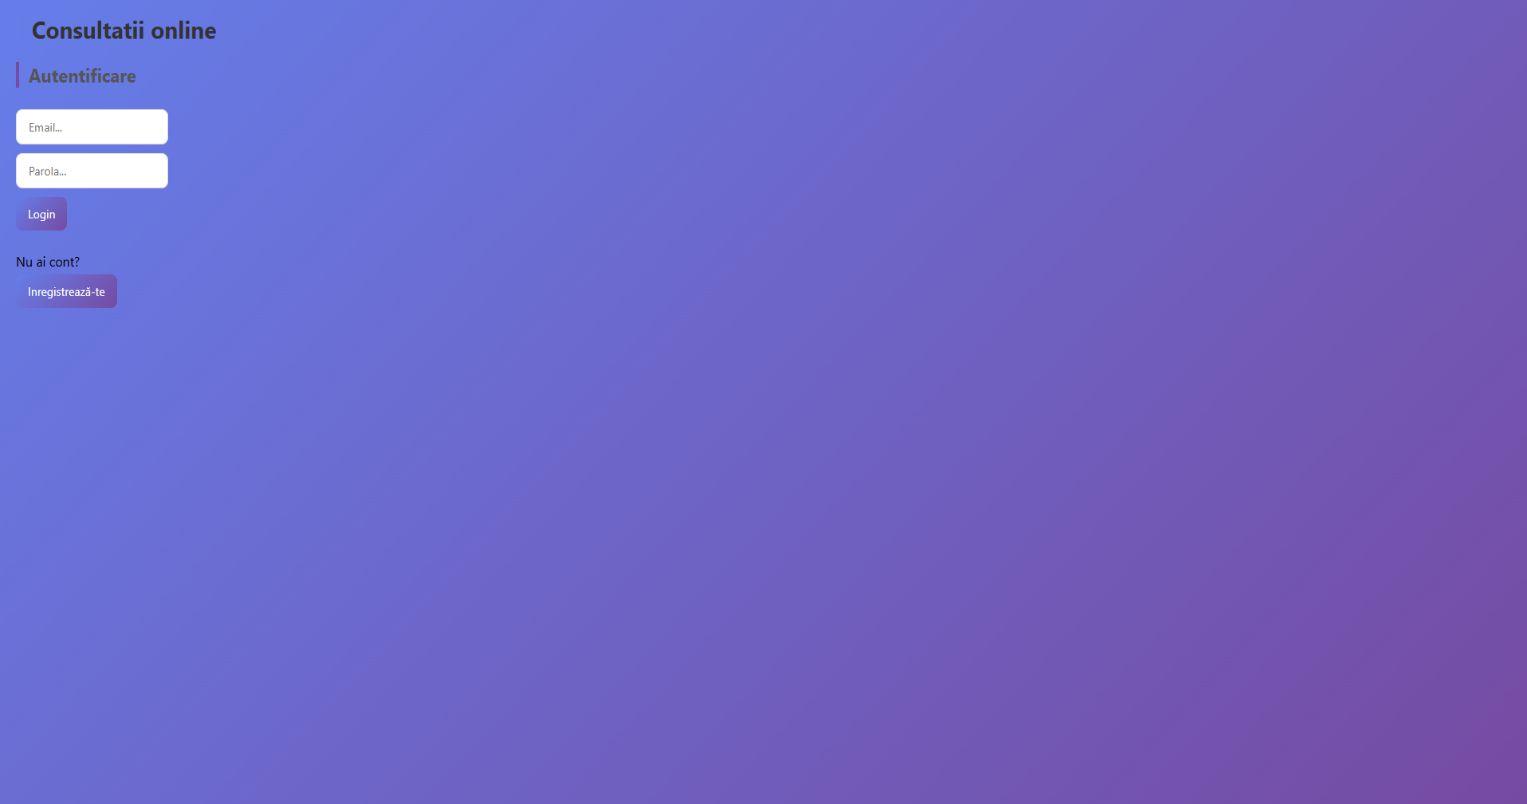 Consultatii online
Autentificare
Email...
Parola...
Login
Nu ai cont?
Inregistrează-te